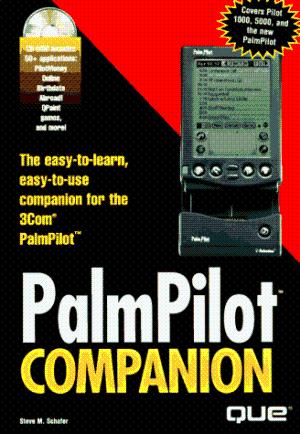 CD-ROM includes
50+ applications:
PilotMoney
Online
Birthdate
Abroad!
QPaint
games,
and more!
Covers Pilot
1000, 5000, and
the new
PalmPilot
PalmPilot
The easy-to-learn,
easy-to-use
companion for the
3Com®
PalmPilot™
PalmPilot
PalmPilot™
COMPANION
Steve M. Schafer
QUE®